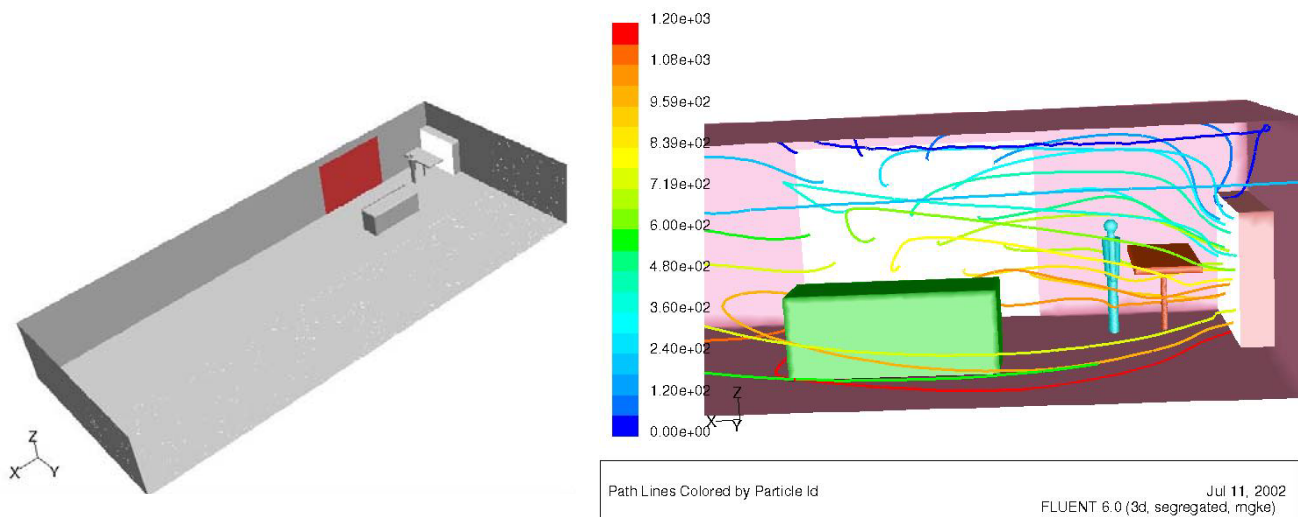 Z
X
Y
1.20e+03
1.08e+03
9.59e+02
8.39e+02
7.19e+02
6.00e+02
4.80e+02
3.60e+02
2.40e+02
1.20e+02
0.00e+00
Z
X
Y
Path Lines Colored by Particle Id
Jul 11, 2002
FLUENT 6.0 (3d, segregated, rngke)